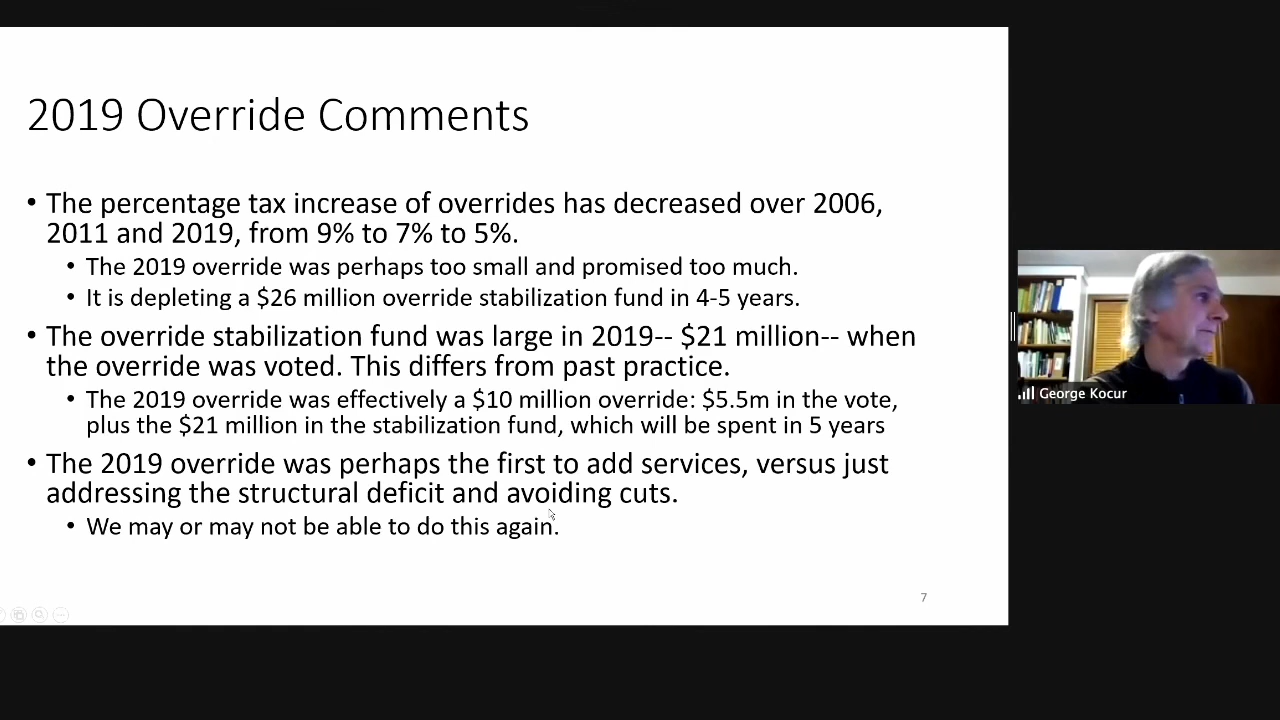 2019 Override Comments
• The percentage tax increase of overrides has decreased over 2006,
2011 and 2019, from 9% to 7% to 5%.
• The 2019 override was perhaps too small and promised too much.
• It is depleting a $26 million override stabilization fund in 4-5 years.
• The override stabilization fund was large in 2019-- $21 million-- when
the override was voted. This differs from past practice.
• The 2019 override was effectively a $10 million override: $5.5m in the vote,
plus the $21 million in the stabilization fund, which will be spent in 5 years
• The 2019 override was perhaps the first to add services, versus just
addressing the structural deficit and avoiding cuts.
• We may or may not be able to do this again.
7
George Kocur